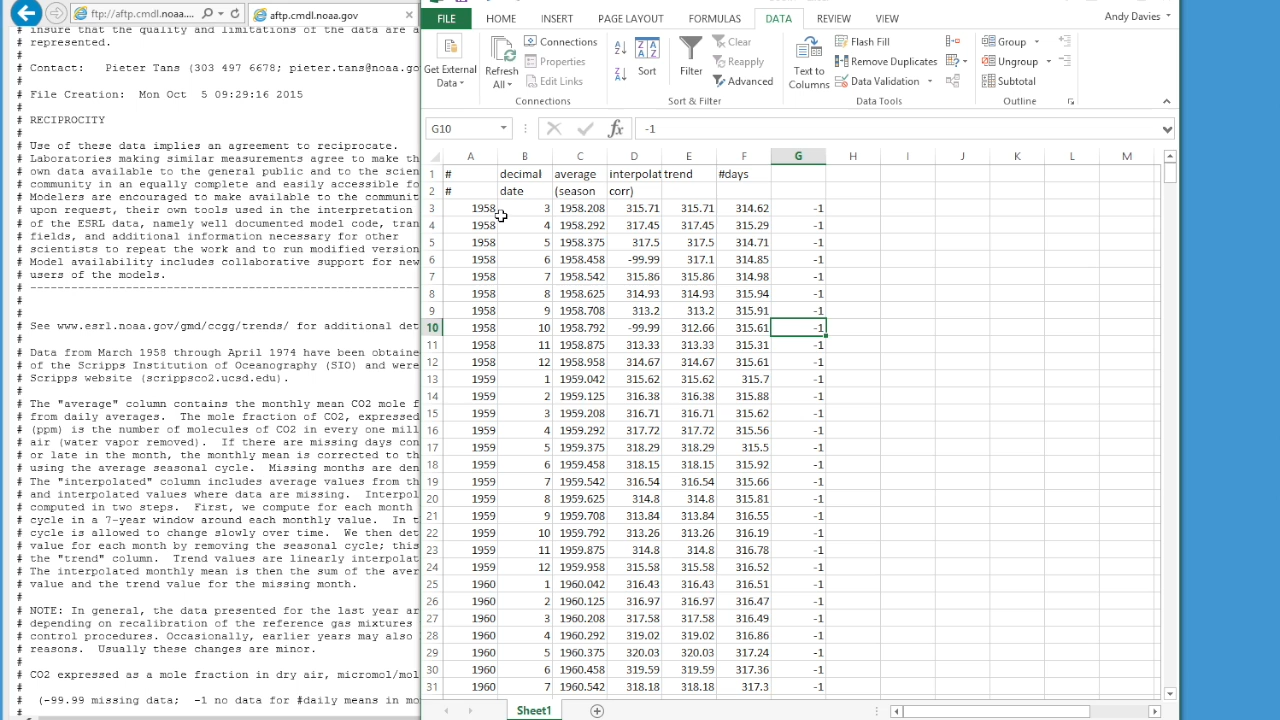 ftp://aftp.cmdl.noaa....
aftp.cmdl.noaa.gov
# insure that the quality and limitations of the data are a
# represented.
#
# Contact: Pieter Tans (303 497 6678; pieter.tans@noaa.go
#
# File Creation: Mon Oct 5 09:29:16 2015
#
# RECIPROCITY
#
# Use of these data implies an agreement to reciprocate.
# Laboratories making similar measurements agree to make th
# own data available to the general public and to the scien
# community in an equally complete and easily accessible fo
# Modelers are encouraged to make available to the communit
# upon request, their own tools used in the interpretation
# of the ESRL data, namely well documented model code, tran
# fields, and additional information necessary for other
# scientists to repeat the work and to run modified version
# Model availability includes collaborative support for new
# users of the models.
#
#
# See www.esrl.noaa.gov/gmd/ccgg/trends/ for additional det
#
# Data from March 1958 through April 1974 have been obtaine
# of the Scripps Institution of Oceanography (SIO) and were
# Scripps website (scrippsco2.ucsd.edu).
#
# The "average" column contains the monthly mean CO2 mole f
# from daily averages. The mole fraction of CO2, expressed
# (ppm) is the number of molecules of CO2 in every one mill
# air (water vapor removed). If there are missing days con
# or late in the month, the monthly mean is corrected to th
# using the average seasonal cycle. Missing months are den
# The "interpolated" column includes average values from th
# and interpolated values where data are missing. Interpol
# computed in two steps. First, we compute for each month
# cycle in a 7-year window around each monthly value. In t
# cycle is allowed to change slowly over time. We then det
# value for each month by removing the seasonal cycle; this
# the "trend" column. Trend values are linearly interpolat
# The interpolated monthly mean is then the sum of the aver
# value and the trend value for the missing month.
#
# NOTE: In general, the data presented for the last year ar
# depending on recalibration of the reference gas mixtures
# control procedures. Occasionally, earlier years may also
# reasons. Usually these changes are minor.
#
# CO2 expressed as a mole fraction in dry air, micromol/mol
#
# (-99.99 missing data; -1 no data for #daily means in mo
#
FILE HOME INSERT PAGE LAYOUT FORMULAS DATA REVIEW VIEW Andy Davies
Get External Data
Refresh All
Connections
Properties
Edit Links
Connections
Sort
Filter
Clear
Reapply
Advanced
Sort & Filter
Text to Columns
Flash Fill
Remove Duplicates
Data Validation
Data Tools
Group
Ungroup
Subtotal
Outline
G10 fx -1
A B C D E F G H I J K L M
1 # decimal average interpolat trend #days
2 # date (season corr)
3 1958 3 1958.208 315.71 315.71 314.62 -1
4 1958 4 1958.292 317.45 317.45 315.29 -1
5 1958 5 1958.375 317.5 317.5 314.71 -1
6 1958 6 1958.458 -99.99 317.1 314.85 -1
7 1958 7 1958.542 315.86 315.86 314.98 -1
8 1958 8 1958.625 314.93 314.93 315.94 -1
9 1958 9 1958.708 313.2 313.2 315.91 -1
10 1958 10 1958.792 -99.99 312.66 315.61 -1
11 1958 11 1958.875 313.33 313.33 315.31 -1
12 1958 12 1958.958 314.67 314.67 315.61 -1
13 1959 1 1959.042 315.62 315.62 315.7 -1
14 1959 2 1959.125 316.38 316.38 315.88 -1
15 1959 3 1959.208 316.71 316.71 315.62 -1
16 1959 4 1959.292 317.72 317.72 315.56 -1
17 1959 5 1959.375 318.29 318.29 315.5 -1
18 1959 6 1959.458 318.15 318.15 315.92 -1
19 1959 7 1959.542 316.54 316.54 315.66 -1
20 1959 8 1959.625 314.8 314.8 315.81 -1
21 1959 9 1959.708 313.84 313.84 316.55 -1
22 1959 10 1959.792 313.26 313.26 316.19 -1
23 1959 11 1959.875 314.8 314.8 316.78 -1
24 1959 12 1959.958 315.58 315.58 316.52 -1
25 1960 1 1960.042 316.43 316.43 316.51 -1
26 1960 2 1960.125 316.97 316.97 316.47 -1
27 1960 3 1960.208 317.58 317.58 316.49 -1
28 1960 4 1960.292 319.02 319.02 316.86 -1
29 1960 5 1960.375 320.03 320.03 317.24 -1
30 1960 6 1960.458 319.59 319.59 317.36 -1
31 1960 7 1960.542 318.18 318.18 317.3 -1
Sheet1